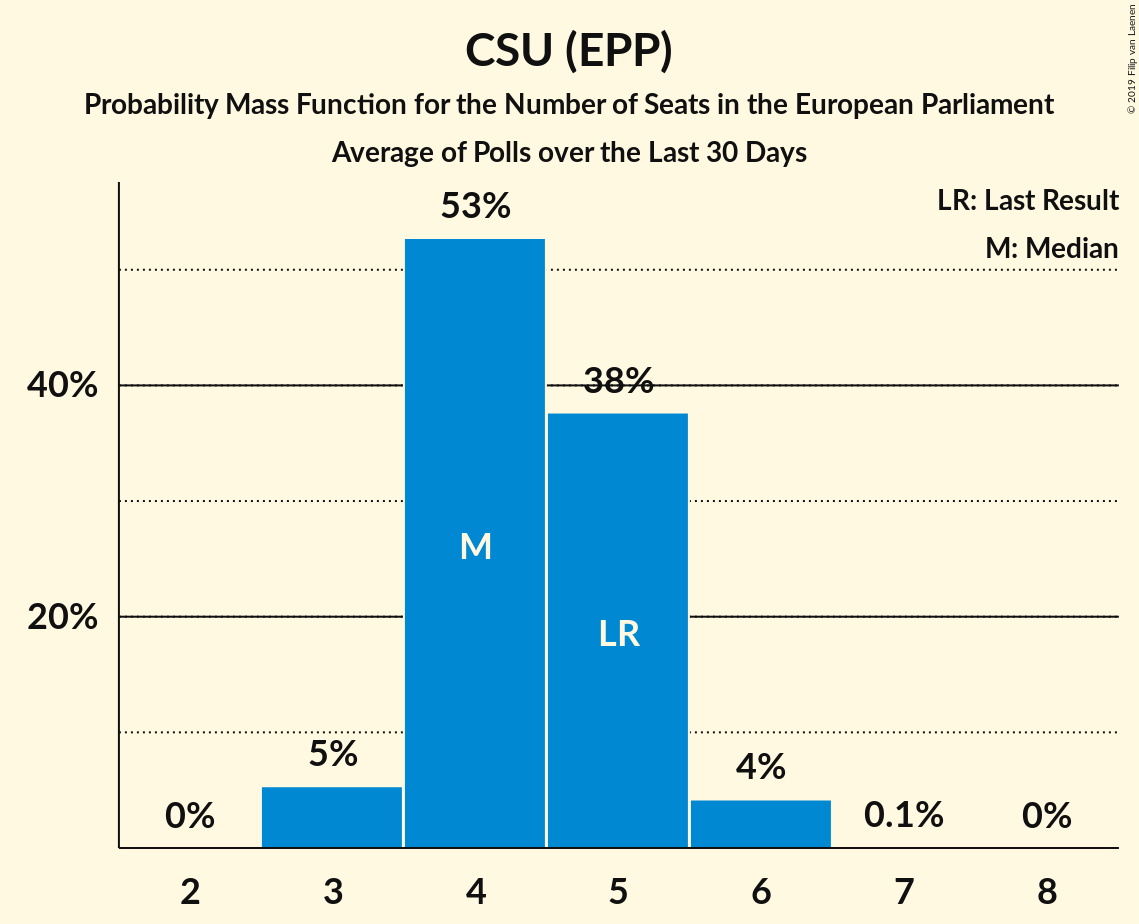 CSU (EPP)
Probability Mass Function for the Number of Seats in the European Parliament
Average of Polls over the Last 30 Days
© 2019 Filip van Laenen
LR: Last Result
M: Median
53%
40%
38%
M
20%
LR
5%
4%
0%
0.1%
0%
2 3 4 5 6 7 8